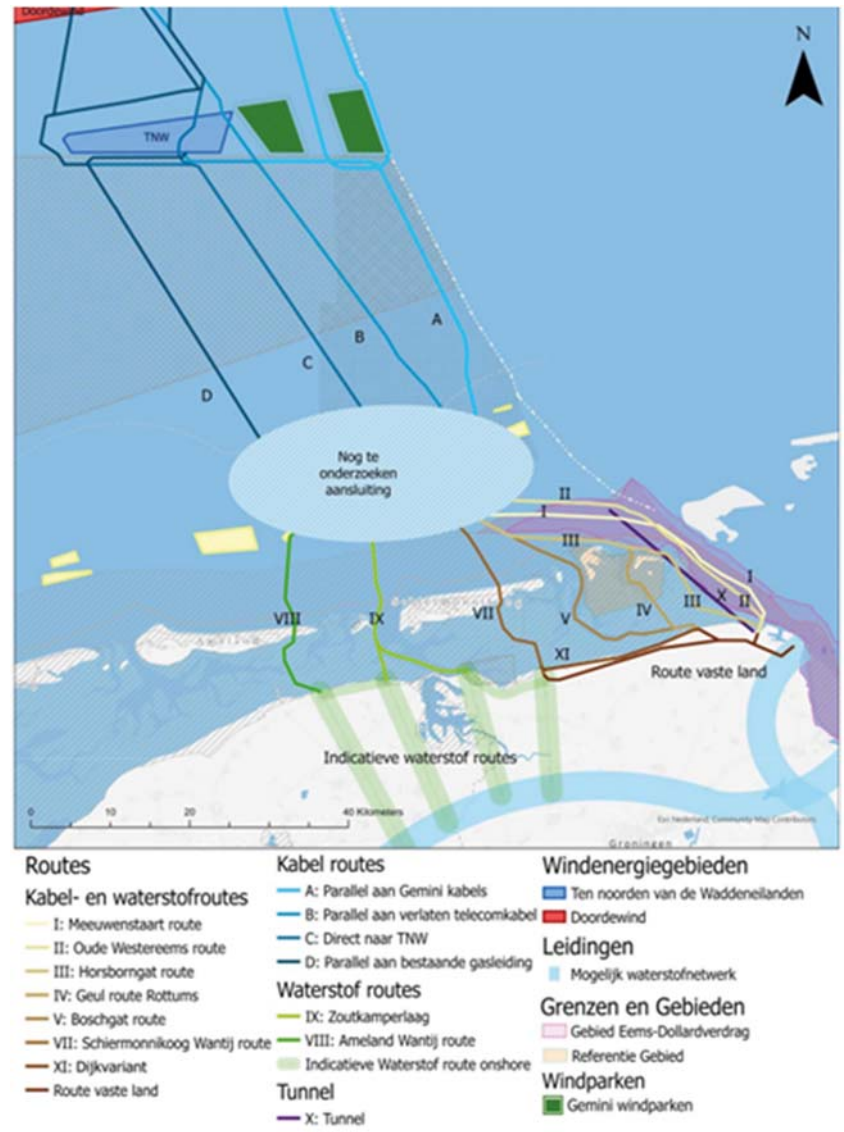 Doordewind
N
TNW
A
B
C
D
Nog te
onderzoeken
aansluiting
II
I
III
I
X
II
III
IV
V
VII
VIII
IX
XI
Route vaste land
Indicatieve waterstof routes
0 10 20 40 Kilometers
Esri Nederland, Community Map Contributors
Groningen
Routes
Kabel- en waterstofroutes
I: Meeuwenstaart route
II: Oude Westereems route
III: Horsborngat route
IV: Geul route Rottums
V: Boschgat route
VII: Schiermonnikoog Wantij route
XI: Dijkvariant
Route vaste land
Kabel routes
A: Parallel aan Gemini kabels
B: Parallel aan verlaten telecomkabel
C: Direct naar TNW
D: Parallel aan bestaande gasleiding
Waterstof routes
IX: Zoutkamperlaag
VIII: Ameland Wantij route
Indicatieve Waterstof route onshore
Tunnel
X: Tunnel
Windenergiegebieden
Ten noorden van de Waddeneilanden
Doordewind
Leidingen
Mogelijk waterstofnetwerk
Grenzen en Gebieden
Gebied Eems-Dollardverdrag
Referentie Gebied
Windparken
Gemini windparken